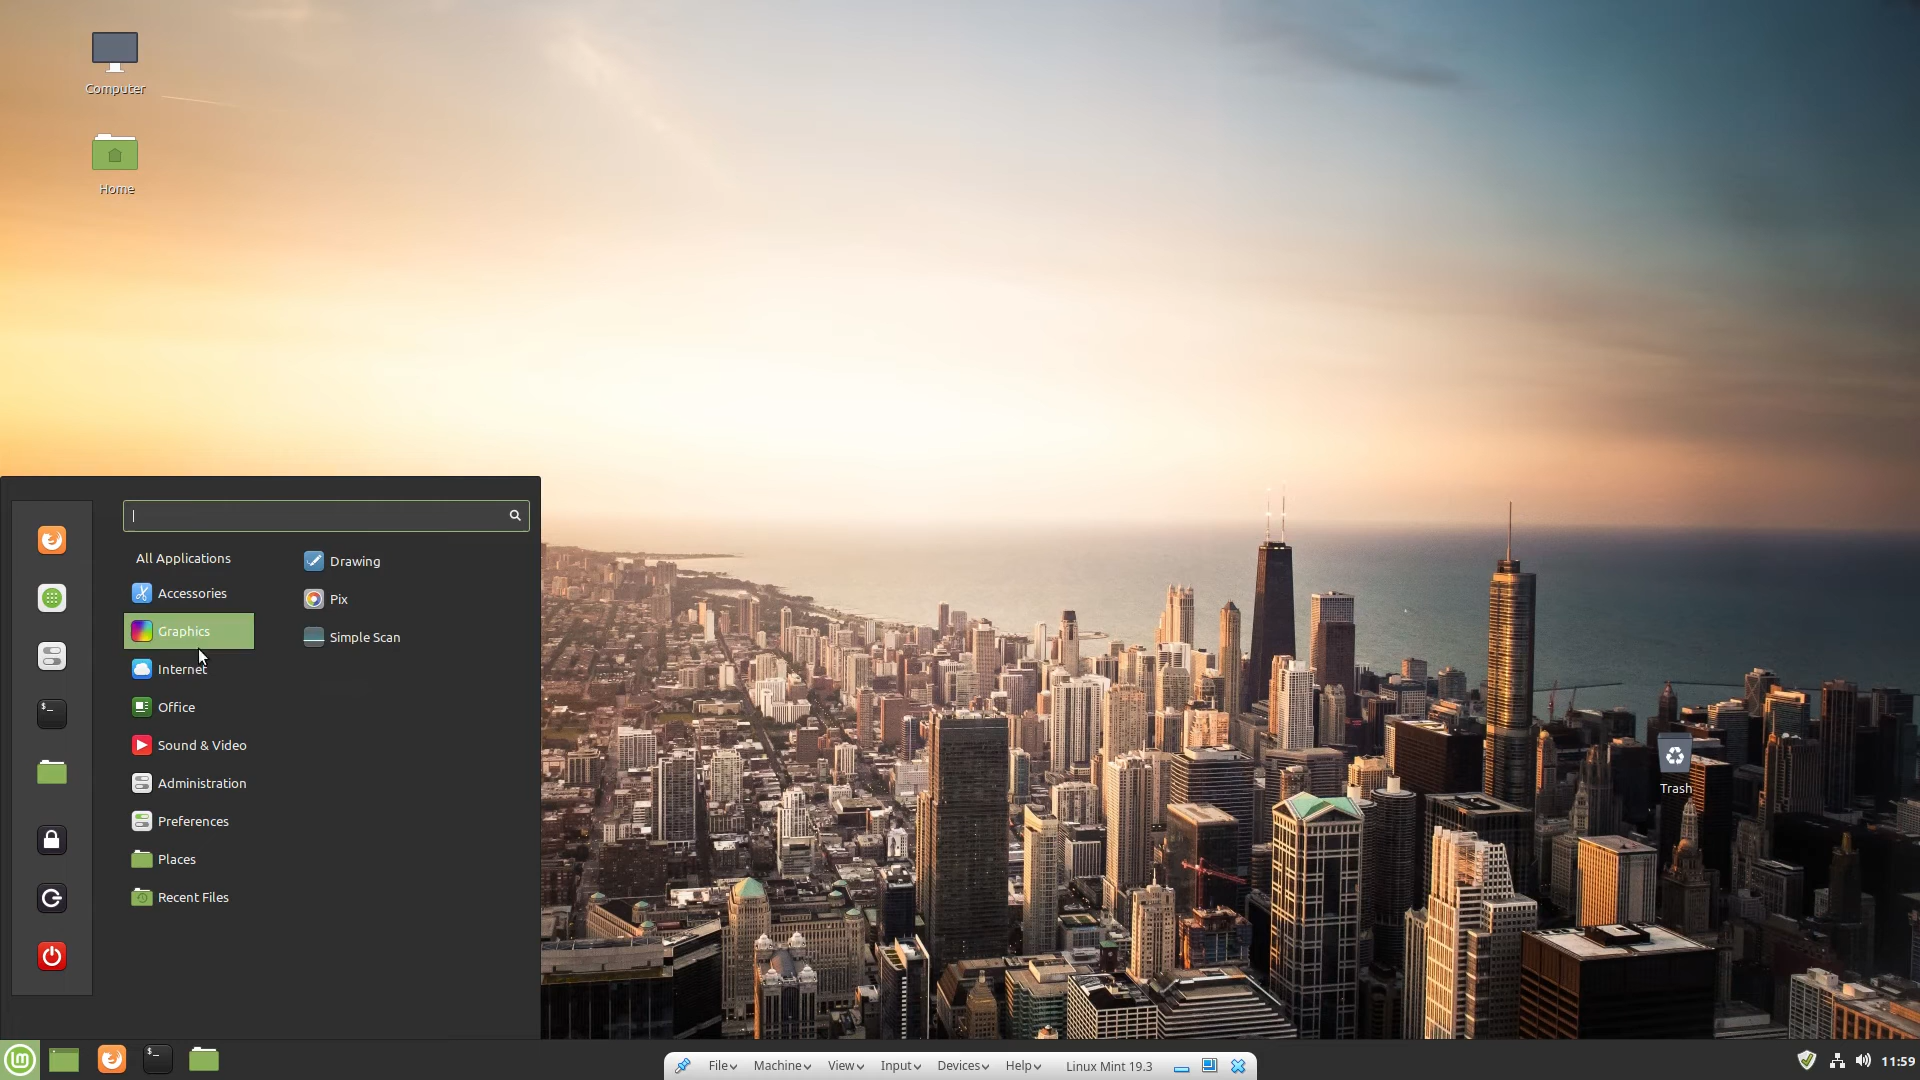 Computer
Home
All Applications
Accessories
Graphics
Internet
Office
Sound & Video
Administration
Preferences
Places
Recent Files
Drawing
Pix
Simple Scan
Trash
File
Machine
View
Input
Devices
Help
Linux Mint 19.3
11:59